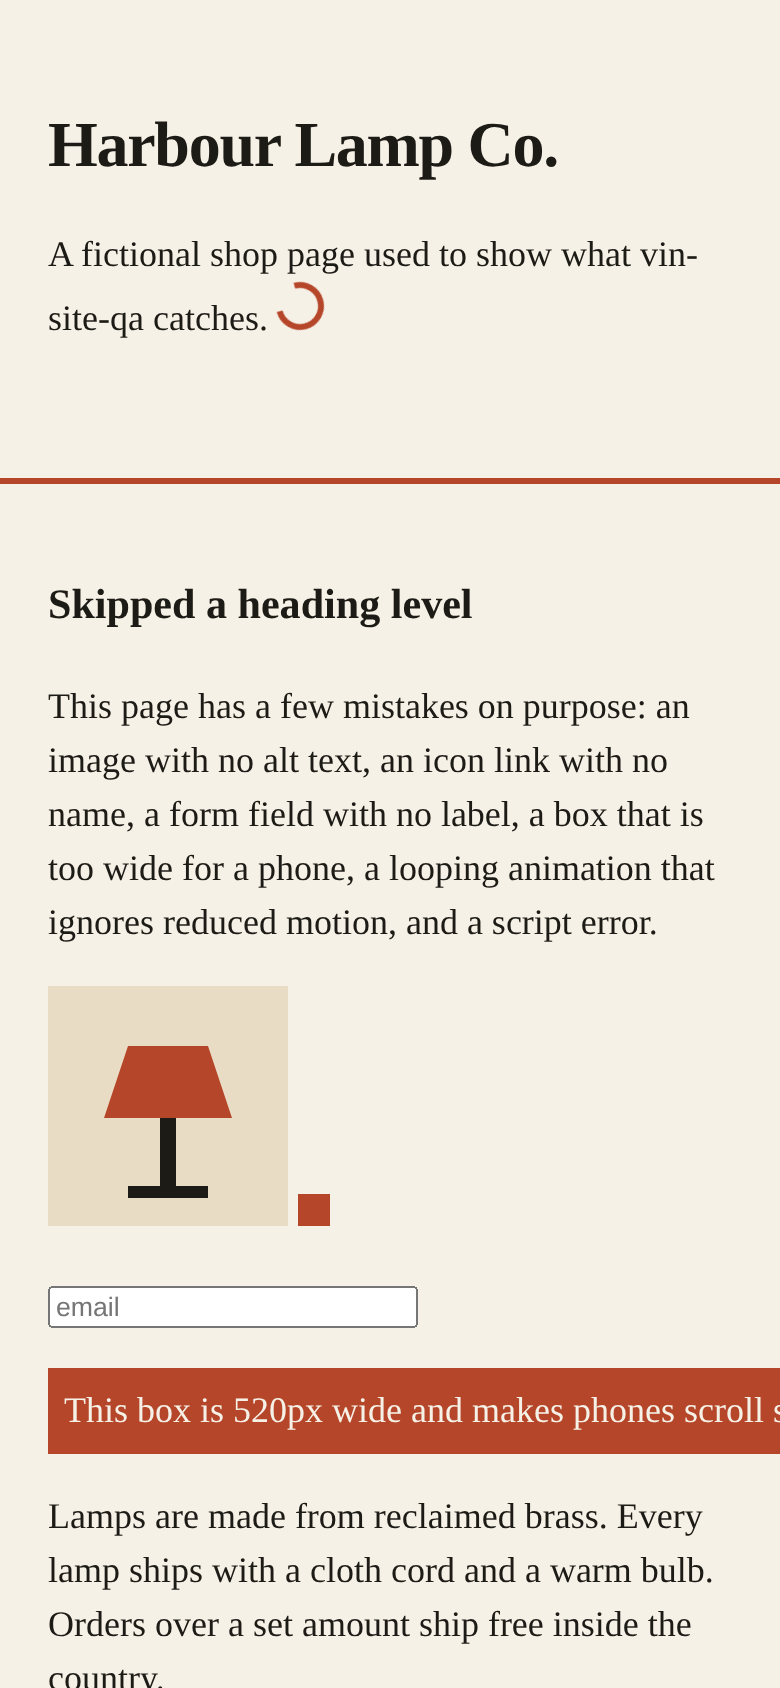 Harbour Lamp Co.
A fictional shop page used to show what vin-
site-qa catches.
Skipped a heading level
This page has a few mistakes on purpose: an
image with no alt text, an icon link with no
name, a form field with no label, a box that is
too wide for a phone, a looping animation that
ignores reduced motion, and a script error.
email
This box is 520px wide and makes phones scroll
Lamps are made from reclaimed brass. Every
lamp ships with a cloth cord and a warm bulb.
Orders over a set amount ship free inside the
country.